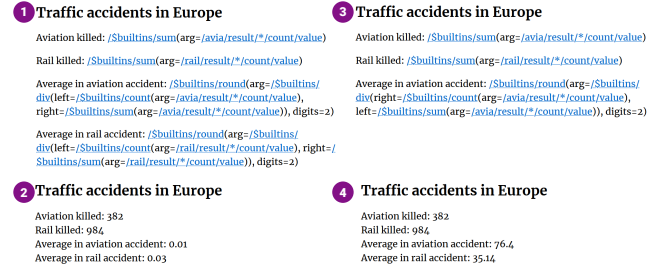 1 Traffic accidents in Europe
Aviation killed: /$builtins/sum(arg=/avia/result/*/count/value)
Rail killed: /$builtins/sum(arg=/rail/result/*/count/value)
Average in aviation accident: /$builtins/round(arg=/$builtins/
div(left=/$builtins/count(arg=/avia/result/*/count/value),
right=/$builtins/sum(arg=/avia/result/*/count/value)), digits=2)
Average in rail accident: /$builtins/round(arg=/$builtins/
div(left=/$builtins/count(arg=/rail/result/*/count/value), right=/
$builtins/sum(arg=/rail/result/*/count/value)), digits=2)
2 Traffic accidents in Europe
Aviation killed: 382
Rail killed: 984
Average in aviation accident: 0.01
Average in rail accident: 0.03
3 Traffic accidents in Europe
Aviation killed: /$builtins/sum(arg=/avia/result/*/count/value)
Rail killed: /$builtins/sum(arg=/rail/result/*/count/value)
Average in aviation accident: /$builtins/round(arg=/$builtins/
div(right=/$builtins/count(arg=/avia/result/*/count/value),
left=/$builtins/sum(arg=/avia/result/*/count/value)), digits=2)
4 Traffic accidents in Europe
Aviation killed: 382
Rail killed: 984
Average in aviation accident: 76.4
Average in rail accident: 35.14